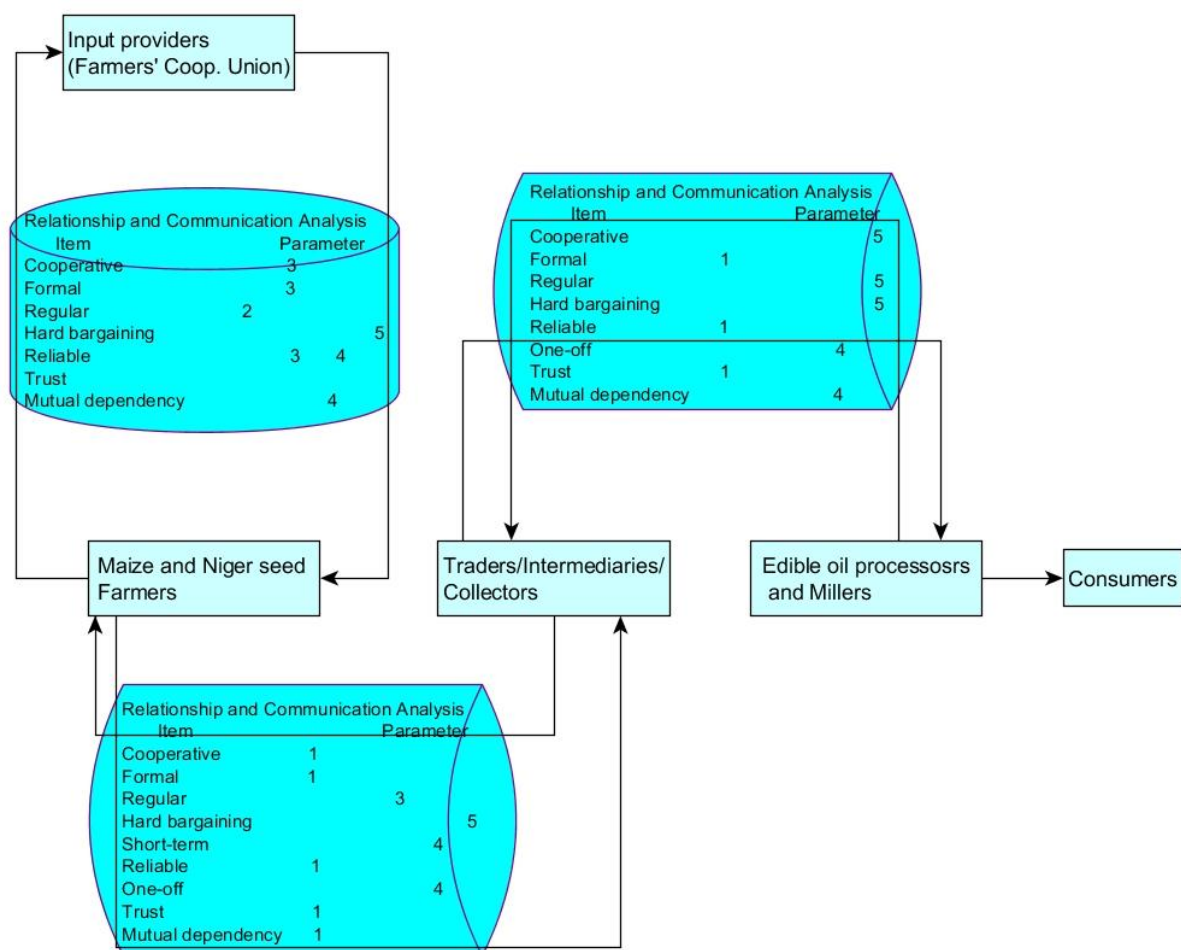 Input providers
(Farmers' Coop. Union)
Relationship and Communication Analysis
Item Parameter
Cooperative 3
Formal 3
Regular 2
Hard bargaining 5
Reliable 3 4
Trust
Mutual dependency 4
Relationship and Communication Analysis
Item Parameter
Cooperative 5
Formal 1
Regular 5
Hard bargaining 5
Reliable 1
One-off 4
Trust 1
Mutual dependency 4
Maize and Niger seed
Farmers
Traders/Intermediaries/
Collectors
Edible oil processosrs
and Millers
Consumers
Relationship and Communication Analysis
Item Parameter
Cooperative 1
Formal 1
Regular 3
Hard bargaining 5
Short-term 4
Reliable 1
One-off 4
Trust 1
Mutual dependency 1